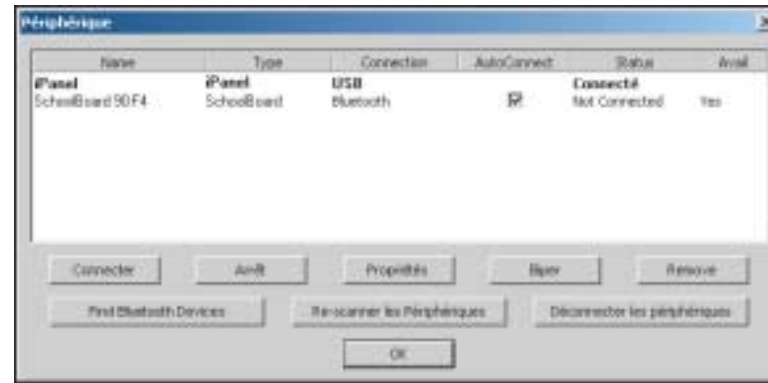 Périphérique
Name Type Connection AutoConnect Status Avail
iPanel iPanel USB Connecté
SchoolBoard 90:F4 SchoolBoard Bluetooth Not Connected Yes
Connecter Arrêt Propriétés Biper Remove
Find Bluetooth Devices Re-scanner les Périphériques Déconnecter les périphériques
OK